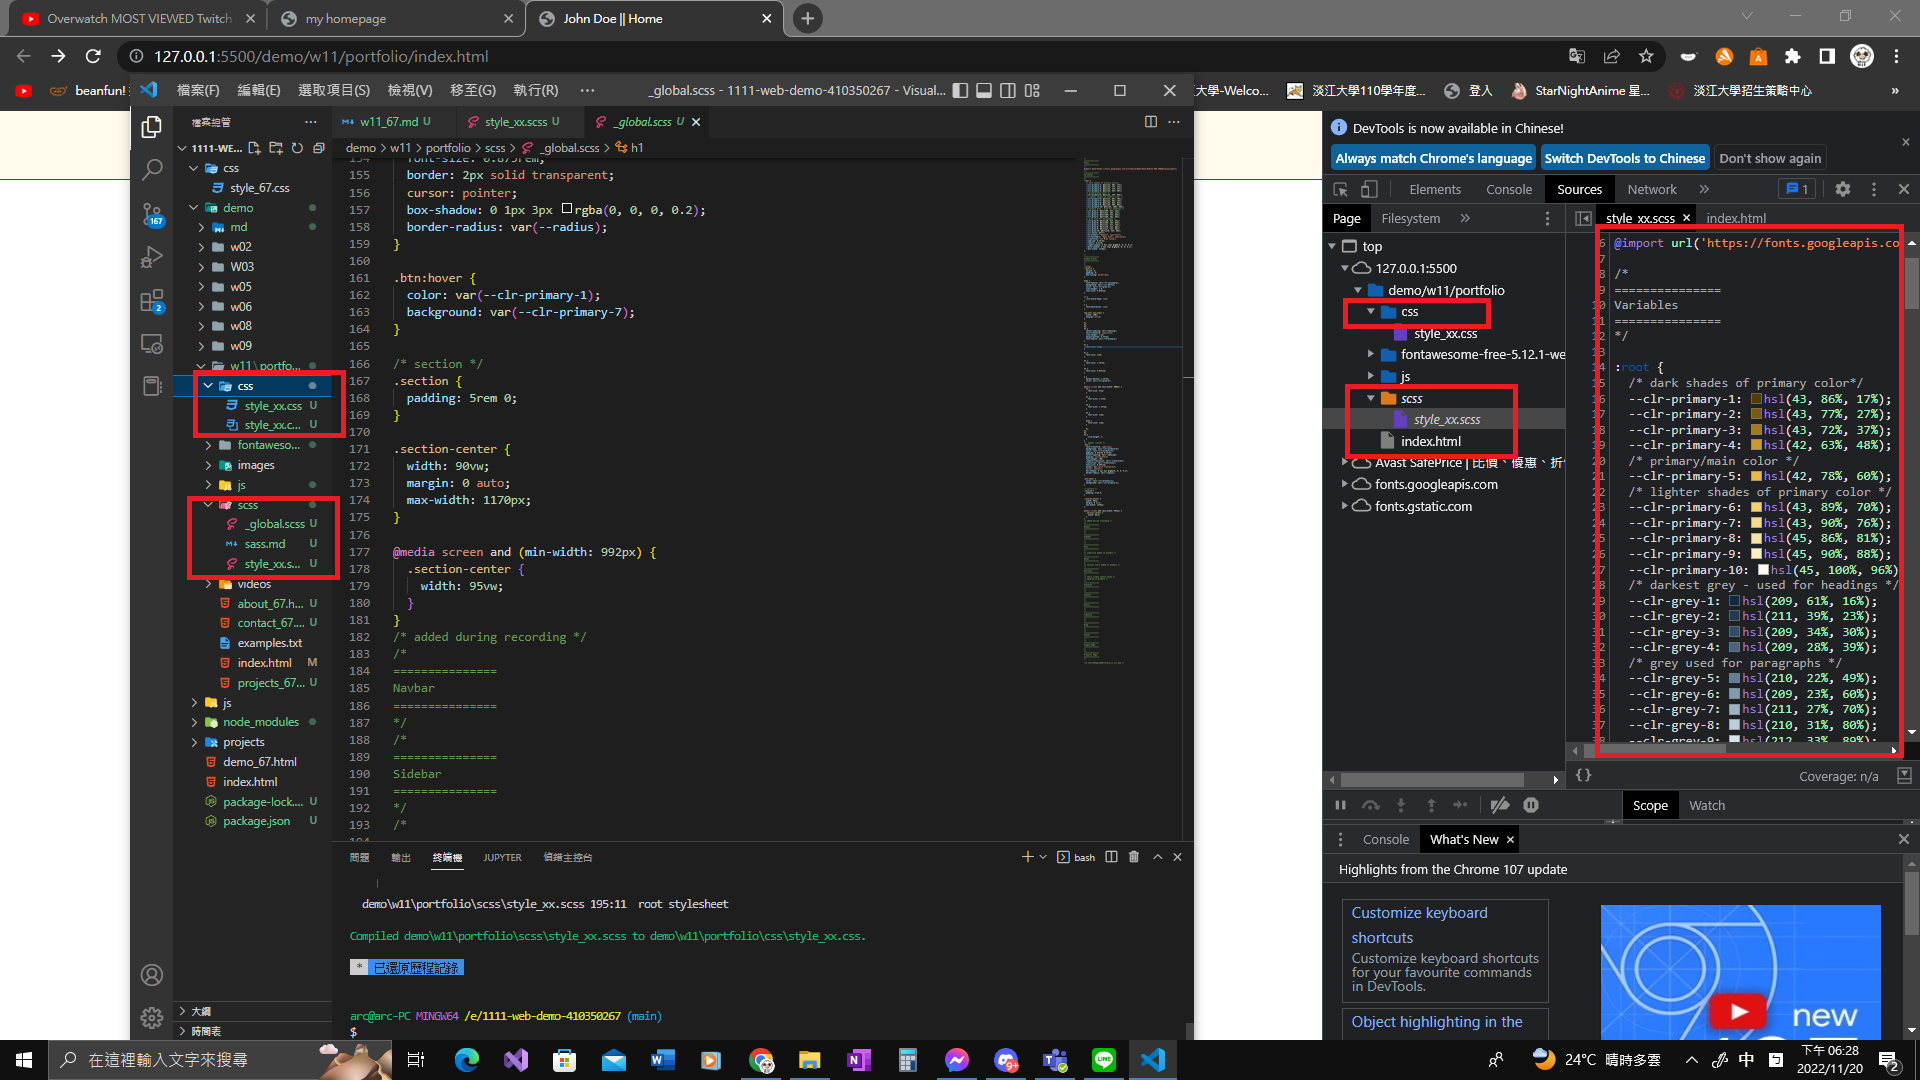 Overwatch MOST VIEWED Twitch
my homepage
John Doe || Home
127.0.0.1:5500/demo/w11/portfolio/index.html
beanfun!
檔案(F)
編輯(E)
選取項目(S)
檢視(V)
移至(G)
執行(R)
_global.scss - 1111-web-demo-410350267 - Visual...
大學-Welco...
淡江大學110學年度...
登入
StarNightAnime 星...
淡江大學招生策略中心
»
檔案總管
1111-WE...
css
style_67.css
demo
md
w02
W03
w05
w06
w08
w09
w11\portfo...
css
style_xx.css U
style_xx.c... U
fontaweso...
images
js
scss
_global.scss U
sass.md U
style_xx.s... U
videos
about_67.h... U
contact_67.... U
examples.txt
index.html M
projects_67... U
js
node_modules
projects
demo_67.html
index.html
package-lock.... U
package.json U
大綱
時間表
167
2
w11_67.md U
style_xx.scss U
_global.scss U
demo > w11 > portfolio > scss > _global.scss > h1
154 font-size: 0.875rem;
155 border: 2px solid transparent;
156 cursor: pointer;
157 box-shadow: 0 1px 3px rgba(0, 0, 0, 0.2);
158 border-radius: var(--radius);
159 }
160
161 .btn:hover {
162 color: var(--clr-primary-1);
163 background: var(--clr-primary-7);
164 }
165
166 /* section */
167 .section {
168 padding: 5rem 0;
169 }
170
171 .section-center {
172 width: 90vw;
173 margin: 0 auto;
174 max-width: 1170px;
175 }
176
177 @media screen and (min-width: 992px) {
178 .section-center {
179 width: 95vw;
180 }
181 }
182 /* added during recording */
183 /*
184 ===============
185 Navbar
186 ===============
187 */
188 /*
189 ===============
190 Sidebar
191 ===============
192 */
193 /*
問題
輸出
終端機
JUPYTER
偵錯主控台
bash
demo\w11\portfolio\scss\style_xx.scss 195:11 root stylesheet
Compiled demo\w11\portfolio\scss\style_xx.scss to demo\w11\portfolio\css\style_xx.css.
* 已還原歷程記錄
arc@arc-PC MINGW64 /e/1111-web-demo-410350267 (main)
$
DevTools is now available in Chinese!
Always match Chrome's language
Switch DevTools to Chinese
Don't show again
Elements
Console
Sources
Network
»
1
Page
Filesystem
»
style_xx.scss
index.html
top
127.0.0.1:5500
demo/w11/portfolio
css
style_xx.css
fontawesome-free-5.12.1-we
js
scss
style_xx.scss
index.html
Avast SafePrice | 比價、優惠、折
fonts.googleapis.com
fonts.gstatic.com
@import url('https://fonts.googleapis.co
/*
===============
Variables
===============
*/
:root {
/* dark shades of primary color*/
--clr-primary-1: hsl(43, 86%, 17%);
--clr-primary-2: hsl(43, 77%, 27%);
--clr-primary-3: hsl(43, 72%, 37%);
--clr-primary-4: hsl(42, 63%, 48%);
/* primary/main color */
--clr-primary-5: hsl(42, 78%, 60%);
/* lighter shades of primary color */
--clr-primary-6: hsl(43, 89%, 70%);
--clr-primary-7: hsl(43, 90%, 76%);
--clr-primary-8: hsl(45, 86%, 81%);
--clr-primary-9: hsl(45, 90%, 88%);
--clr-primary-10: hsl(45, 100%, 96%)
/* darkest grey - used for headings */
--clr-grey-1: hsl(209, 61%, 16%);
--clr-grey-2: hsl(211, 39%, 23%);
--clr-grey-3: hsl(209, 34%, 30%);
--clr-grey-4: hsl(209, 28%, 39%);
/* grey used for paragraphs */
--clr-grey-5: hsl(210, 22%, 49%);
--clr-grey-6: hsl(209, 23%, 60%);
--clr-grey-7: hsl(211, 27%, 70%);
--clr-grey-8: hsl(210, 31%, 80%);
--clr-grey-9: hsl(212, 33%, 89%);
{}
Coverage: n/a
Scope
Watch
Console
What's New
Highlights from the Chrome 107 update
Customize keyboard
shortcuts
Customize keyboard shortcuts
for your favourite commands
in DevTools.
Object highlighting in the
new
在這裡輸入文字來搜尋
9+
24°C 晴時多雲
中
下午 06:28
2022/11/20
2